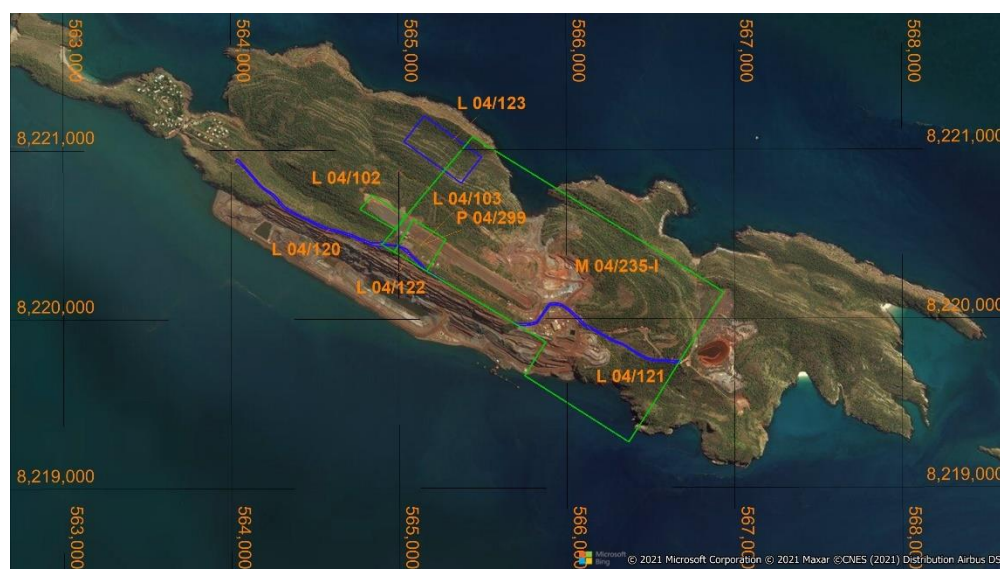 563,000
564,000
565,000
566,000
567,000
568,000
L 04/123
8,221,000
8,221,000
L 04/102
L 04/103
P 04/299
L 04/120
M 04/235-I
L 04/122
8,220,000
8,220,000
L 04/121
8,219,000
8,219,000
563,000
564,000
565,000
566,000
567,000
568,000
Microsoft
Bing
© 2021 Microsoft Corporation © 2021 Maxar ©CNES (2021) Distribution Airbus DS